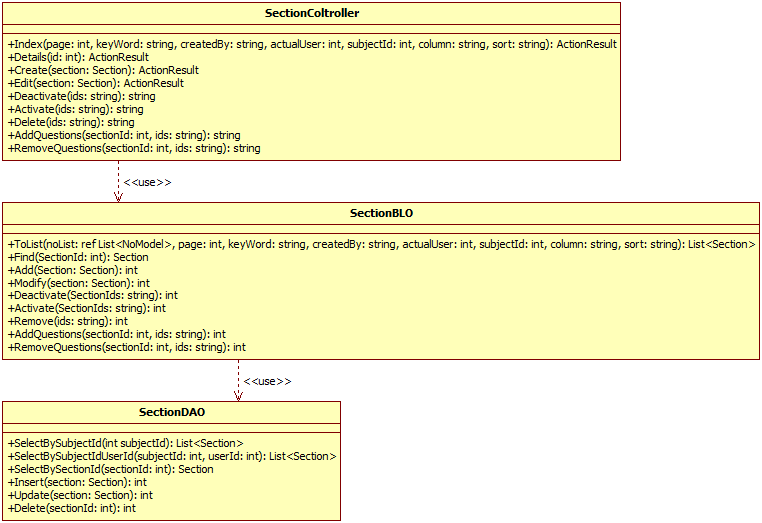 SectionColtroller
+Index(page: int, keyWord: string, createdBy: string, actualUser: int, subjectId: int, column: string, sort: string): ActionResult
+Details(id: int): ActionResult
+Create(section: Section): ActionResult
+Edit(section: Section): ActionResult
+Deactivate(ids: string): string
+Activate(ids: string): string
+Delete(ids: string): string
+AddQuestions(sectionId: int, ids: string): string
+RemoveQuestions(sectionId: int, ids: string): string
<<use>>
SectionBLO
+ToList(noList: ref List<NoModel>, page: int, keyWord: string, createdBy: string, actualUser: int, subjectId: int, column: string, sort: string): List<Section>
+Find(SectionId: int): Section
+Add(Section: Section): int
+Modify(section: Section): int
+Deactivate(SectionIds: string): int
+Activate(SectionIds: string): int
+Remove(ids: string): int
+AddQuestions(sectionId: int, ids: string): int
+RemoveQuestions(sectionId: int, ids: string): int
<<use>>
SectionDAO
+SelectBySubjectId(int subjectId): List<Section>
+SelectBySubjectIdUserId(subjectId: int, userId: int): List<Section>
+SelectBySectionId(sectionId: int): Section
+Insert(section: Section): int
+Update(section: Section): int
+Delete(sectionId: int): int